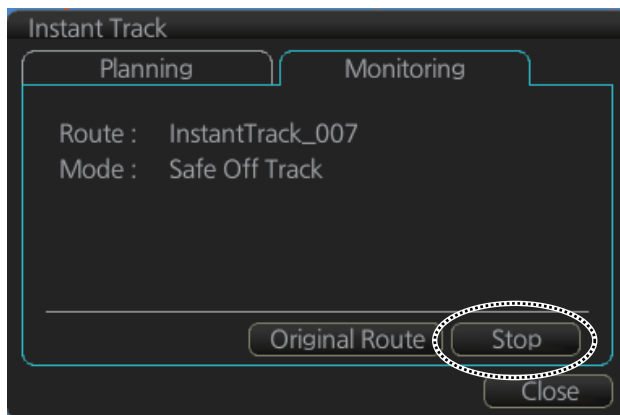 Instant Track
Planning Monitoring
Route : InstantTrack_007
Mode : Safe Off Track
Original Route Stop
Close